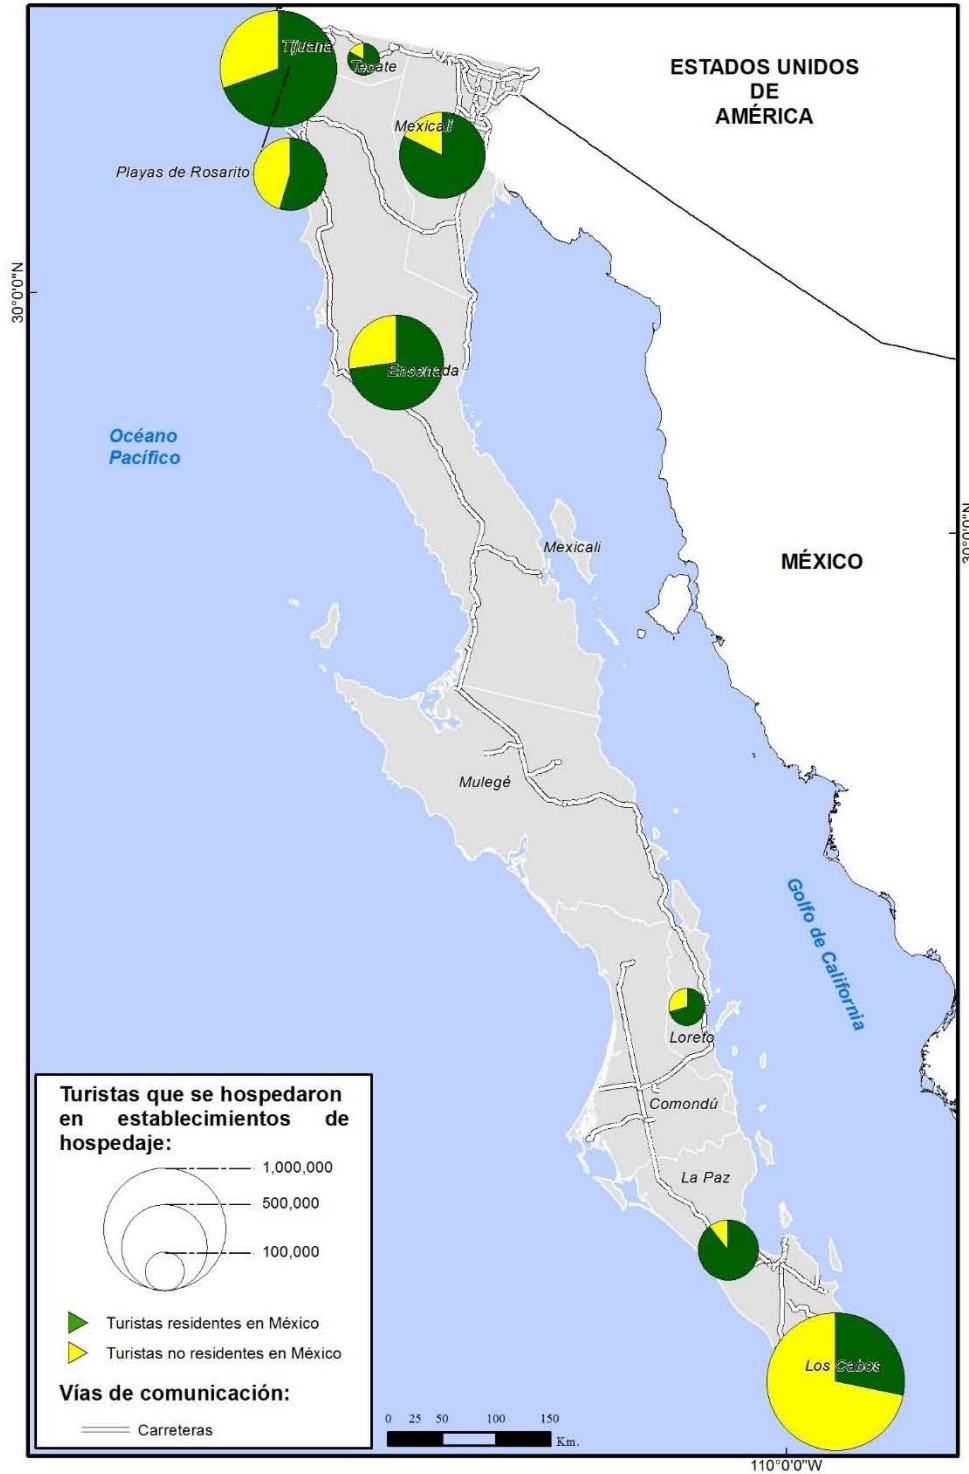 Tijuana
Tecate
ESTADOS UNIDOS
DE
AMÉRICA
Mexicali
Playas de Rosarito
30°0'0"N
Ensenada
Océano
Pacífico
30°0'0"N
Mexicali
MÉXICO
Mulegé
Golfo de California
Loreto
Comondú
La Paz
Los Cabos
Turistas que se hospedaron
en establecimientos de
hospedaje:
1,000,000
500,000
100,000
Turistas residentes en México
Turistas no residentes en México
Vías de comunicación:
Carreteras
0 25 50 100 150
Km.
110°0'0"W